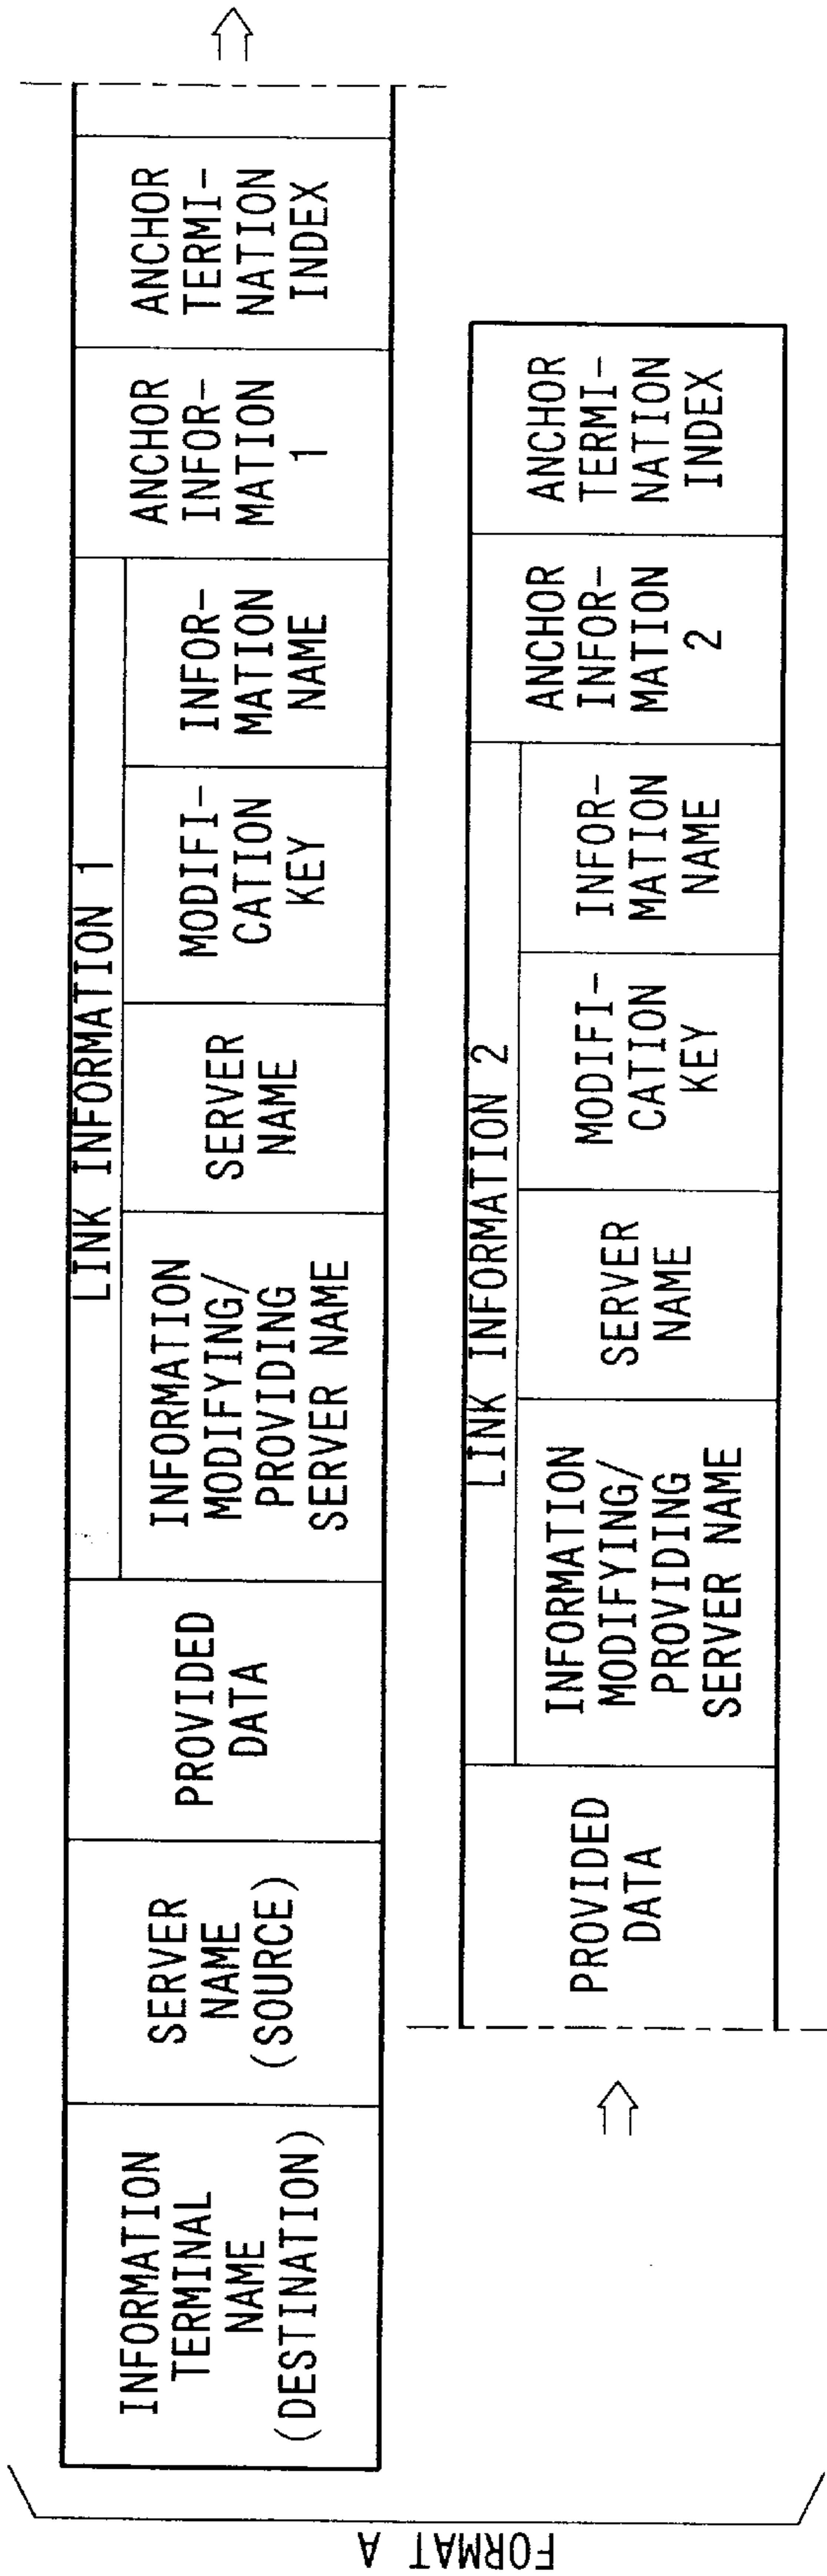 FORMAT A
INFORMATION
TERMINAL
NAME
(DESTINATION)
SERVER
NAME
(SOURCE)
PROVIDED
DATA
LINK INFORMATION 1
INFORMATION
MODIFYING/
PROVIDING
SERVER NAME
SERVER
NAME
MODIFI-
CATION
KEY
INFOR-
MATION
NAME
ANCHOR
INFOR-
MATION
1
ANCHOR
TERMI-
NATION
INDEX
PROVIDED
DATA
LINK INFORMATION 2
INFORMATION
MODIFYING/
PROVIDING
SERVER NAME
SERVER
NAME
MODIFI-
CATION
KEY
INFOR-
MATION
NAME
ANCHOR
INFOR-
MATION
2
ANCHOR
TERMI-
NATION
INDEX